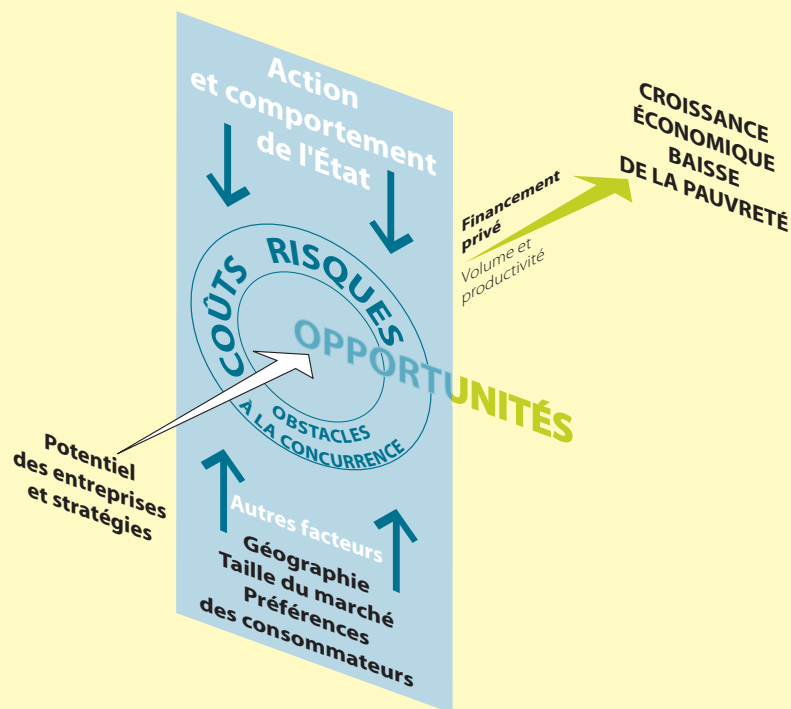 Action
et comportement
de l'État
CROISSANCE
ÉCONOMIQUE
BAISSE
DE LA PAUVRETÉ
Financement
privé
Volume et
productivité
COÛTS RISQUES
OPPORTUNITÉS
OBSTACLES
À LA CONCURRENCE
Potentiel
des entreprises
et stratégies
Autres facteurs
Géographie
Taille du marché
Préférences
des consommateurs